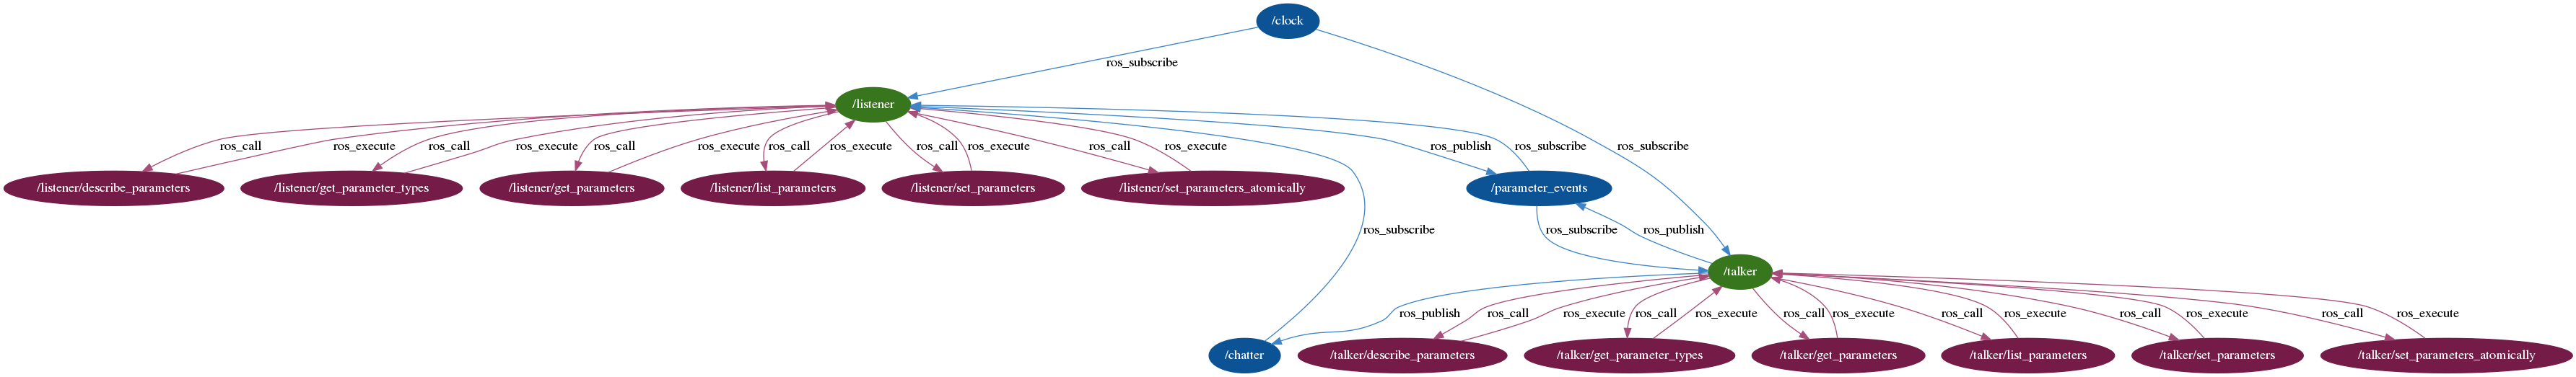 /clock
ros_subscribe
/listener
ros_call
ros_execute
ros_call
ros_execute
ros_call
ros_execute
ros_call
ros_execute
ros_call
ros_execute
ros_call
ros_execute
ros_publish
ros_subscribe
ros_subscribe
/listener/describe_parameters
/listener/get_parameter_types
/listener/get_parameters
/listener/list_parameters
/listener/set_parameters
/listener/set_parameters_atomically
/parameter_events
ros_subscribe
ros_subscribe
ros_publish
/talker
ros_publish
ros_call
ros_execute
ros_call
ros_execute
ros_call
ros_execute
ros_call
ros_execute
ros_call
ros_execute
ros_call
ros_execute
/chatter
/talker/describe_parameters
/talker/get_parameter_types
/talker/get_parameters
/talker/list_parameters
/talker/set_parameters
/talker/set_parameters_atomically